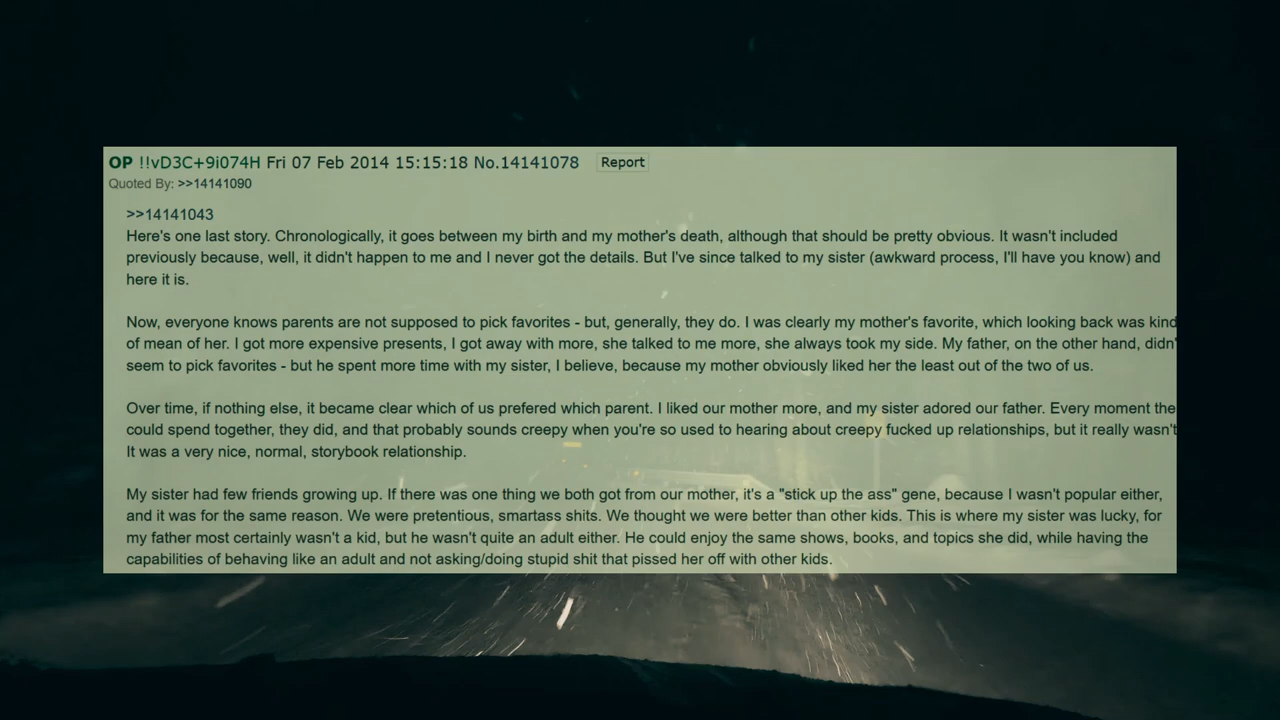 OP !!vD3C+9i074H Fri 07 Feb 2014 15:15:18 No.14141078 Report
Quoted By: >>14141090
>>14141043
Here's one last story. Chronologically, it goes between my birth and my mother's death, although that should be pretty obvious. It wasn't included
previously because, well, it didn't happen to me and I never got the details. But I've since talked to my sister (awkward process, I'll have you know) and
here it is.
Now, everyone knows parents are not supposed to pick favorites - but, generally, they do. I was clearly my mother's favorite, which looking back was kind
of mean of her. I got more expensive presents, I got away with more, she talked to me more, she always took my side. My father, on the other hand, didn'
seem to pick favorites - but he spent more time with my sister, I believe, because my mother obviously liked her the least out of the two of us.
Over time, if nothing else, it became clear which of us prefered which parent. I liked our mother more, and my sister adored our father. Every moment the
could spend together, they did, and that probably sounds creepy when you're so used to hearing about creepy fucked up relationships, but it really wasn't
It was a very nice, normal, storybook relationship.
My sister had few friends growing up. If there was one thing we both got from our mother, it's a "stick up the ass" gene, because I wasn't popular either,
and it was for the same reason. We were pretentious, smartass shits. We thought we were better than other kids. This is where my sister was lucky, for
my father most certainly wasn't a kid, but he wasn't quite an adult either. He could enjoy the same shows, books, and topics she did, while having the
capabilities of behaving like an adult and not asking/doing stupid shit that pissed her off with other kids.